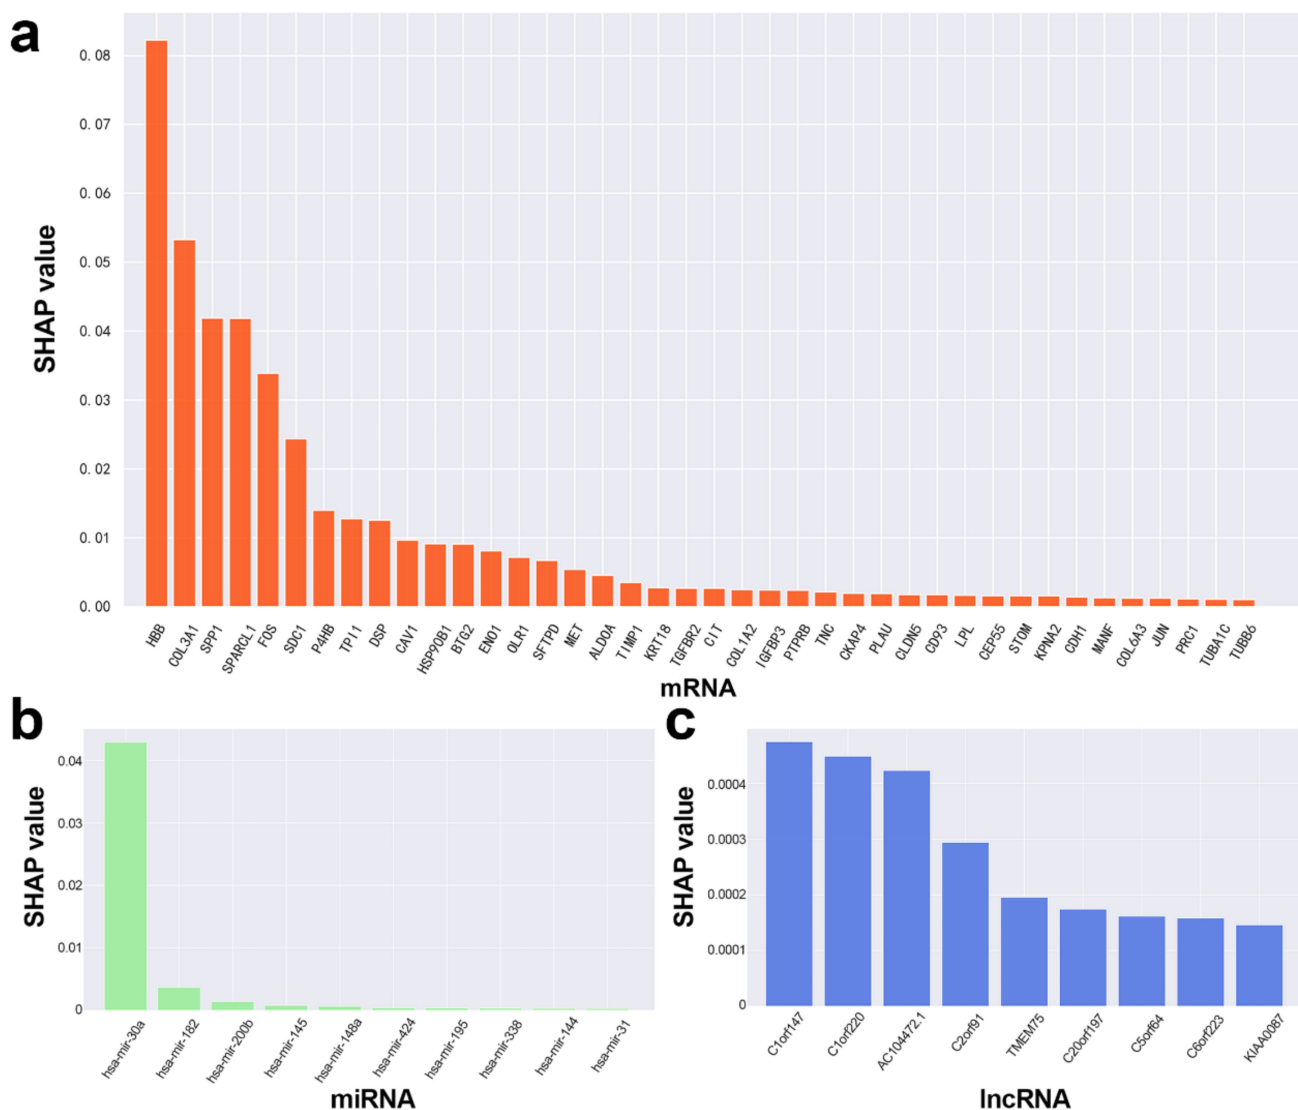 a
SHAP value
0.08
0.07
0.06
0.05
0.04
0.03
0.02
0.01
0.00
HBB
COL3A1
SPP1
SPARCL1
FOS
SDC1
P4HB
TPI1
DSP
CAV1
HSP90B1
BTG2
ENO1
OLR1
SFTPD
MET
ALDOA
TIMP1
KRT18
TGFBR2
CIT
COL1A2
IGFBP3
PTPRB
TNC
CKAP4
PLAU
CLDN5
CD93
LPL
CEP55
STOM
KPNA2
CDH1
MANF
COL6A3
JUN
PRC1
TUBA1C
TUBB6
mRNA
b
SHAP value
0.04
0.03
0.02
0.01
0
hsa-mir-30a
hsa-mir-182
hsa-mir-200b
hsa-mir-145
hsa-mir-148a
hsa-mir-424
hsa-mir-195
hsa-mir-338
hsa-mir-144
hsa-mir-31
miRNA
c
SHAP value
0.0004
0.0003
0.0002
0.0001
0
C1orf147
C1orf220
AC104472.1
C2orf91
TMEM75
C20orf197
C5orf64
C6orf223
KIAA0087
lncRNA